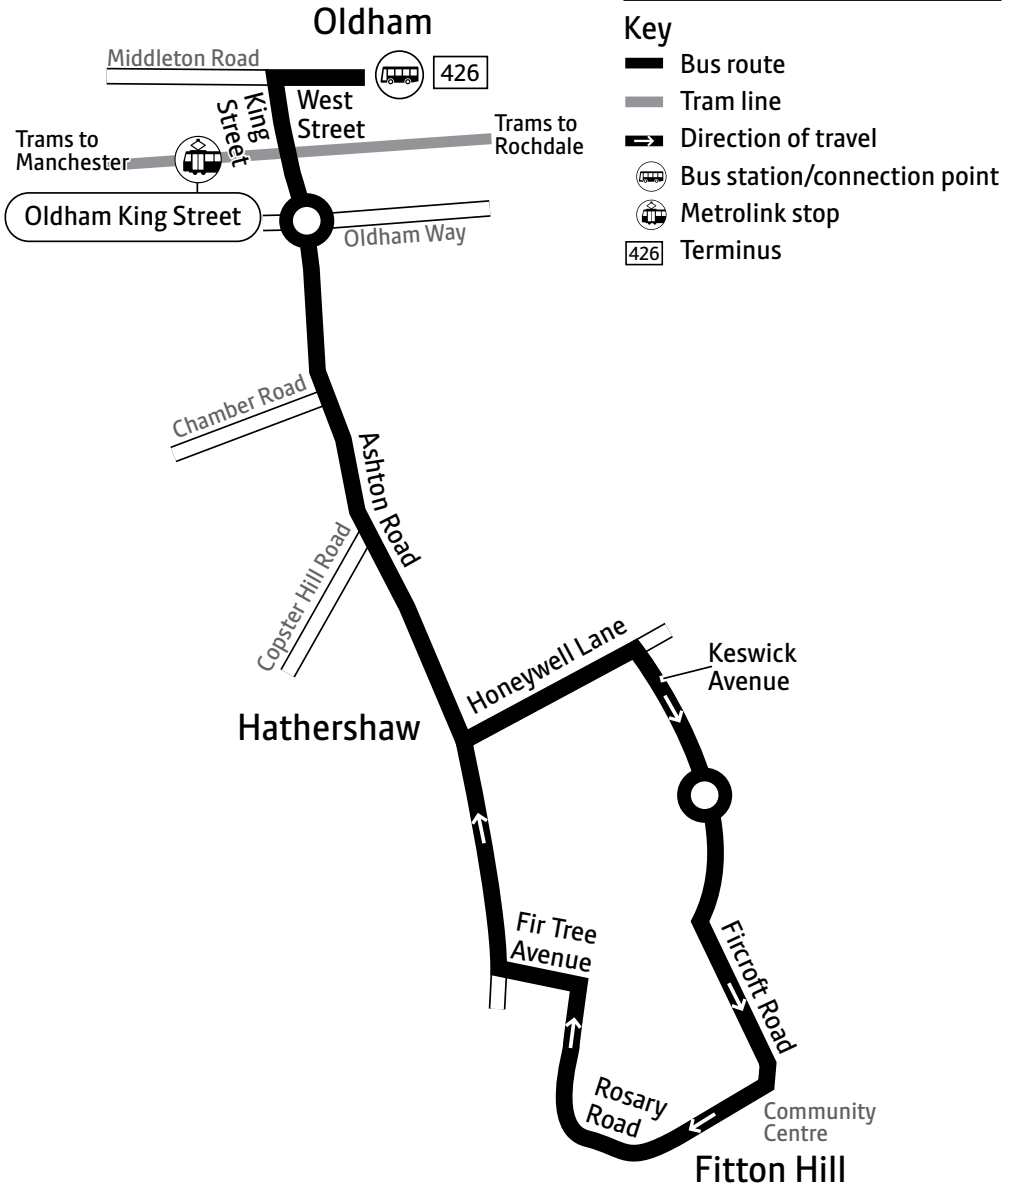 Oldham
Middleton Road
426
West
Street
King
Street
Trams to
Manchester
Trams to
Rochdale
Oldham King Street
Oldham Way
Key
Bus route
Tram line
Direction of travel
Bus station/connection point
Metrolink stop
426
Terminus
Chamber Road
Ashton Road
Copster Hill Road
Honeywell Lane
Keswick
Avenue
Hathershaw
Fir Tree
Avenue
Fircroft Road
Rosary
Road
Community
Centre
Fitton Hill